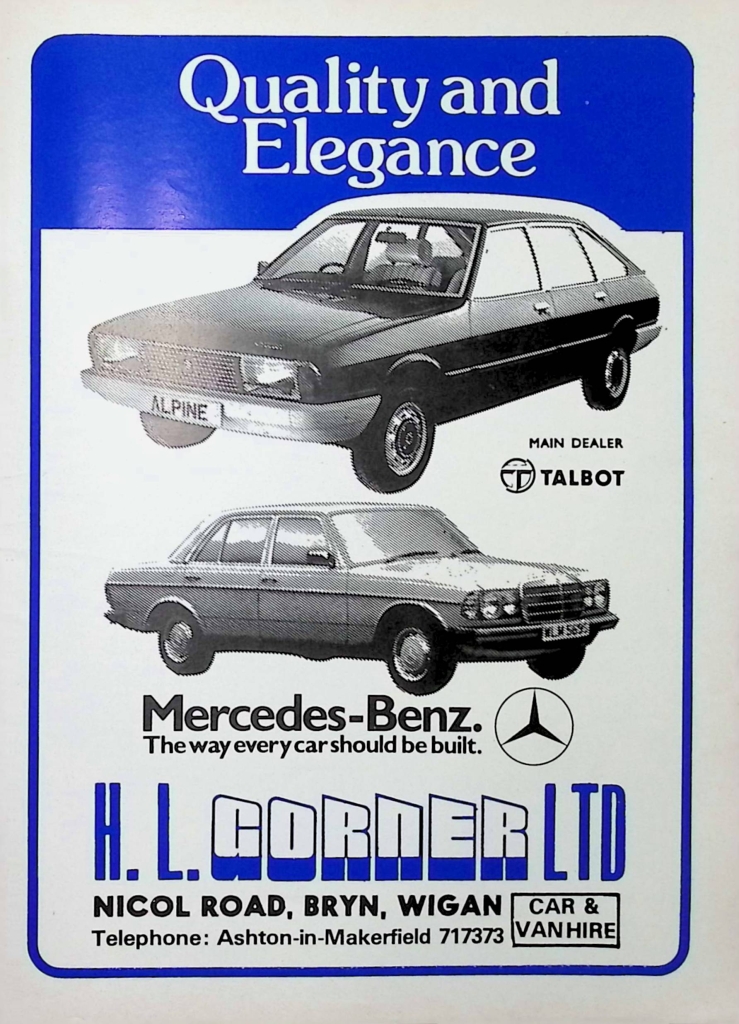 Quality and
Elegance
ALPINE
MAIN DEALER
TALBOT
Mercedes-Benz.
The way every car should be built.
H. L. GORNER LTD
NICOL ROAD, BRYN, WIGAN
Telephone: Ashton-in-Makerfield 717373
CAR &
VAN HIRE